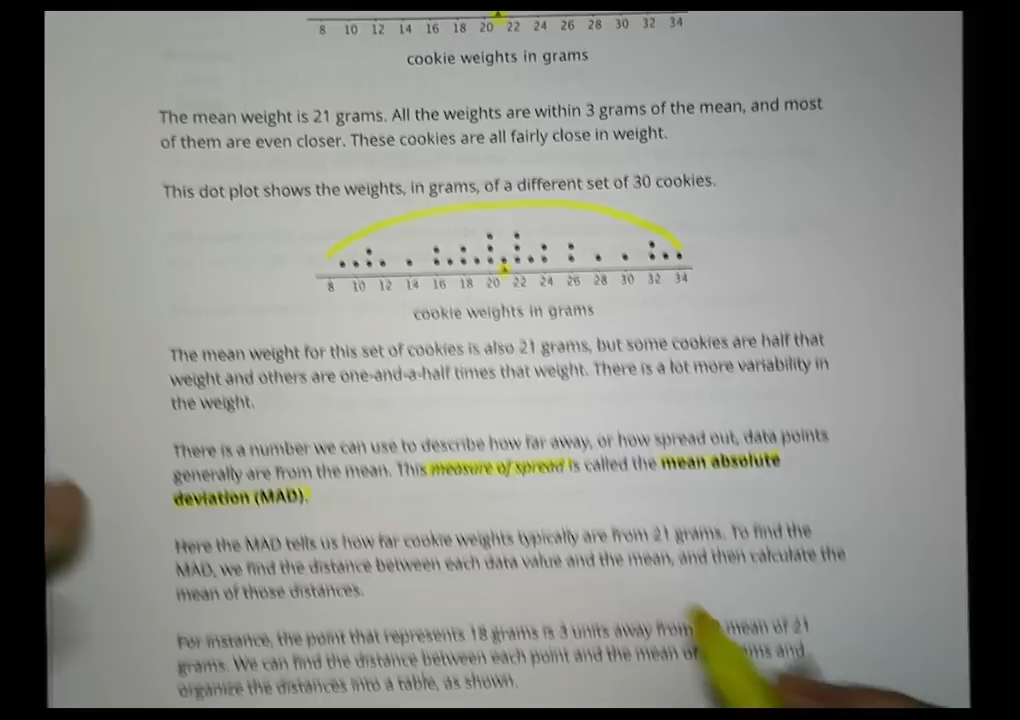 8 10 12 14 16 18 20 22 24 26 28 30 32 34
cookie weights in grams
The mean weight is 21 grams. All the weights are within 3 grams of the mean, and most
of them are even closer. These cookies are all fairly close in weight.
This dot plot shows the weights, in grams, of a different set of 30 cookies.
8 10 12 14 16 18 20 22 24 26 28 30 32 34
cookie weights in grams
The mean weight for this set of cookies is also 21 grams, but some cookies are half that
weight and others are one-and-a-half times that weight. There is a lot more variability in
the weight.
There is a number we can use to describe how far away, or how spread out, data points
generally are from the mean. This measure of spread is called the mean absolute
deviation (MAD).
Here the MAD tells us how far cookie weights typically are from 21 grams. To find the
MAD, we find the distance between each data value and the mean, and then calculate the
mean of those distances.
For instance, the point that represents 18 grams is 3 units away from mean of 21
grams. We can find the distance between each point and the mean of and
organize the distances into a table, as shown.